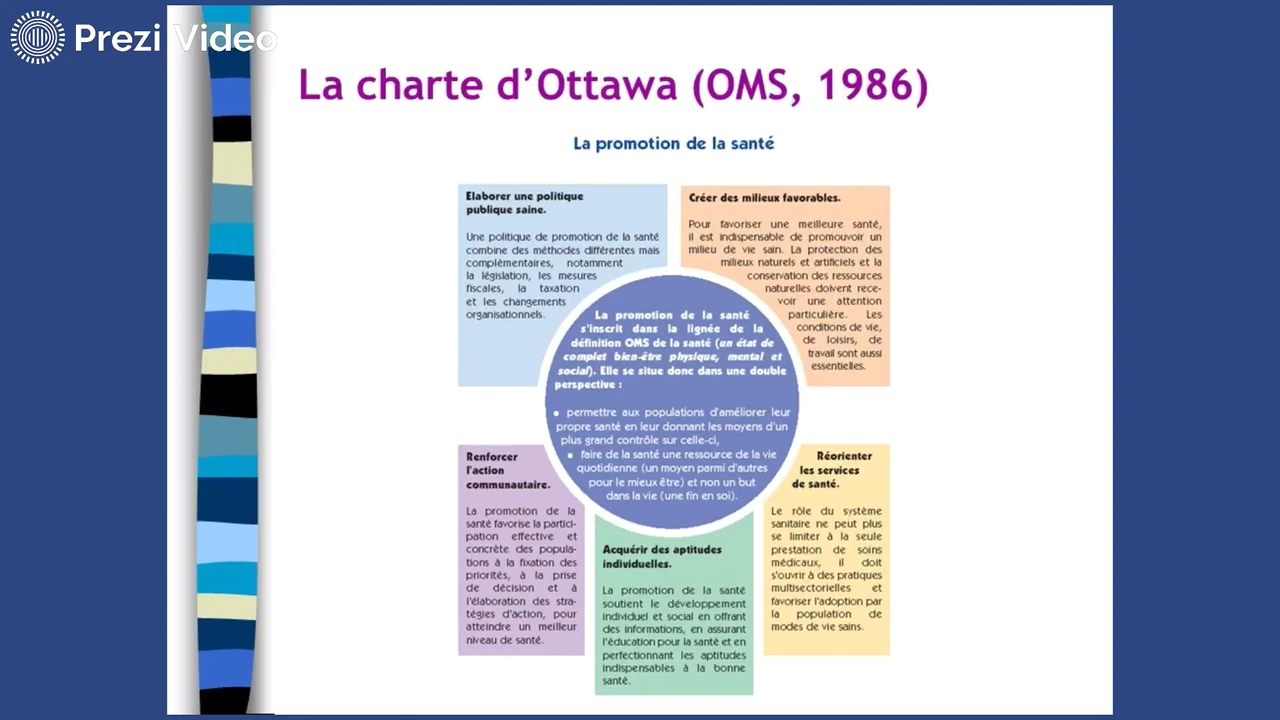 Prezi Video
La charte d'Ottawa (OMS, 1986)
La promotion de la santé
Elaborer une politique
publique saine.
Une politique de promotion de la santé
combine des méthodes différentes mais
complémentaires, notamment
la législation, les mesures
fiscales, la taxation
et les changements
organisationnels.
Créer des milieux favorables.
Pour favoriser une meilleure santé,
il est indispensable de promouvoir un
milieu de vie sain. La protection des
milieux naturels et artificiels et la
conservation des ressources
naturelles doivent rece-
voir une attention
particulière. Les
conditions de vie,
de loisirs, de
travail sont aussi
essentielles.
La promotion de la santé
s'inscrit dans la lignée de la
définition OMS de la santé (un état de
complet bien-être physique, mental et
social). Elle se situe donc dans une double
perspective :
• permettre aux populations d'améliorer leur
propre santé en leur donnant les moyens d'un
plus grand contrôle sur celle-ci,
• faire de la santé une ressource de la vie
quotidienne (un moyen parmi d'autres
pour le mieux être) et non un but
dans la vie (une fin en soi).
Renforcer
l'action
communautaire.
La promotion de la
santé favorise la partici-
pation effective et
concrète des popula-
tions à la fixation des
priorités, à la prise
de décision et à
l'élaboration des stra-
tégies d'action, pour
atteindre un meilleur
niveau de santé.
Acquérir des aptitudes
individuelles.
La promotion de la santé
soutient le développement
individuel et social en offrant
des informations, en assurant
l'éducation pour la santé et en
perfectionnant les aptitudes
indispensables à la bonne
santé.
Réorienter
les services
de santé.
Le rôle du système
sanitaire ne peut plus
se limiter à la seule
prestation de soins
médicaux, il doit
s'ouvrir à des pratiques
multisectorielles et
favoriser l'adoption par
la population de
modes de vie sains.